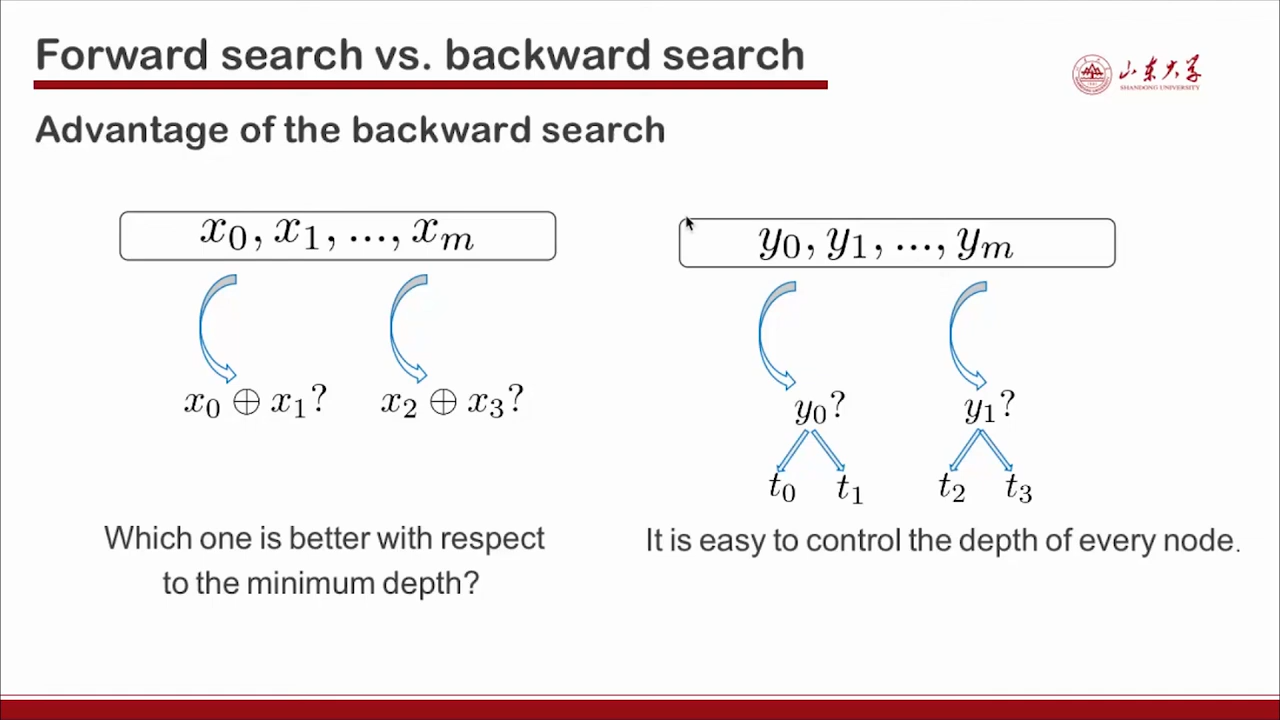 Forward search vs. backward search
山东大学
SHANDONG UNIVERSITY
Advantage of the backward search
x₀, x₁, ..., xₘ
y₀, y₁, ..., yₘ
x₀ ⊕ x₁? x₂ ⊕ x₃?
y₀? y₁?
t₀ t₁ t₂ t₃
Which one is better with respect
to the minimum depth?
It is easy to control the depth of every node.